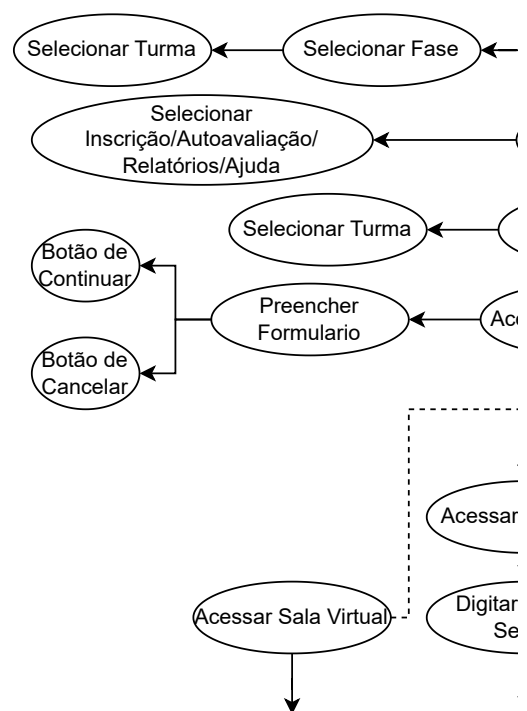 Selecionar Turma
Selecionar Fase
Selecionar
Inscrição/Autoavaliação/
Relatórios/Ajuda
Selecionar Turma
Botão de
Continuar
Preencher
Formulario
Botão de
Cancelar
Acessar
Acessar Sala Virtual
Digitar